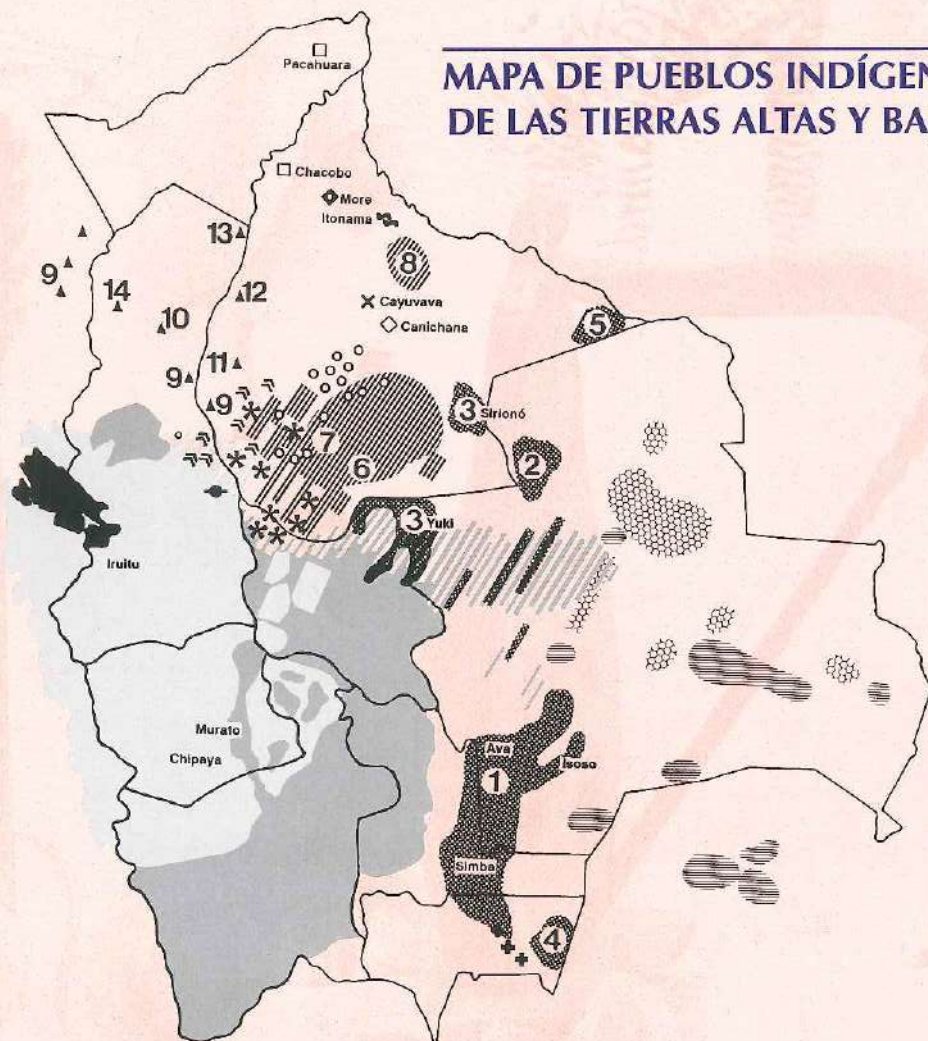 MAPA DE PUEBLOS INDÍGEN
DE LAS TIERRAS ALTAS Y BA
Pacahuara
Chacobo
More
Itonama
13
8
9
14
12
Cayuvava
10
Canichana
5
11
9
9
3 Sirionó
7
6
2
3 Yuki
Iruitu
Murato
Chipaya
Ava
Isoso
1
Simba
4